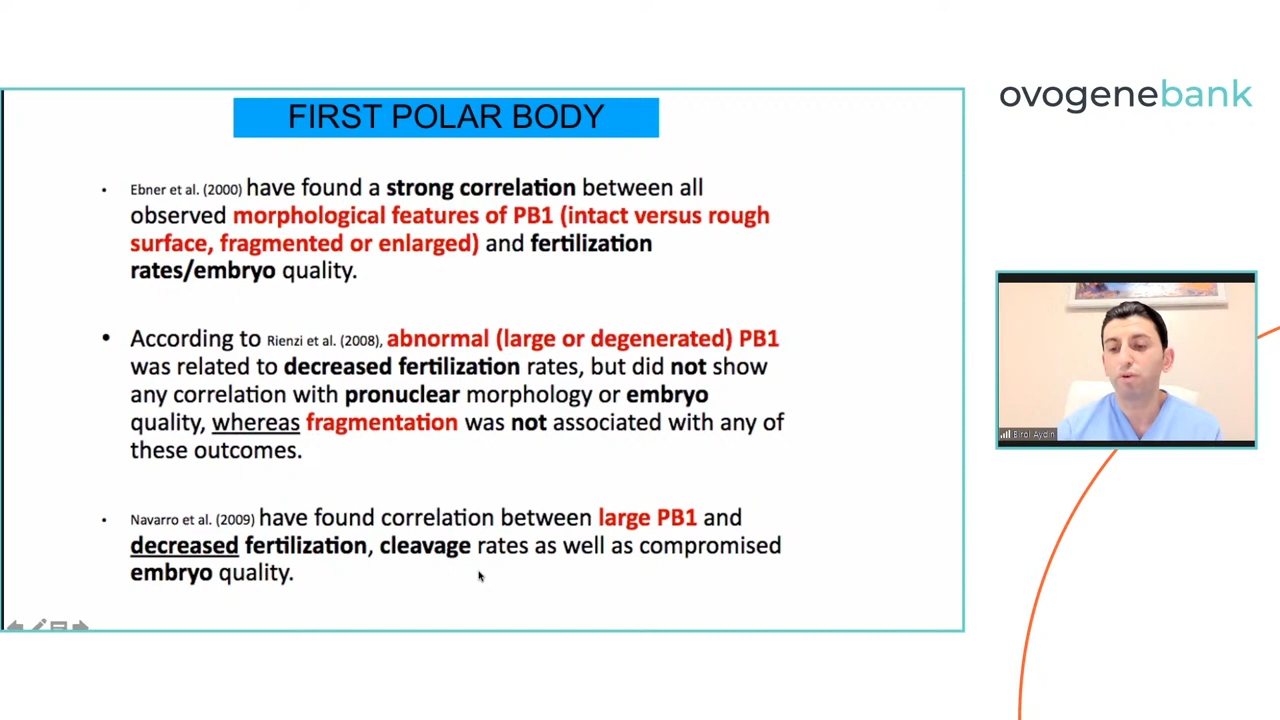 FIRST POLAR BODY
ovogenebank
• Ebner et al. (2000) have found a strong correlation between all
observed morphological features of PB1 (intact versus rough
surface, fragmented or enlarged) and fertilization
rates/embryo quality.
• According to Rienzi et al. (2008), abnormal (large or degenerated) PB1
was related to decreased fertilization rates, but did not show
any correlation with pronuclear morphology or embryo
quality, whereas fragmentation was not associated with any of
these outcomes.
Birol Aydin
• Navarro et al. (2009) have found correlation between large PB1 and
decreased fertilization, cleavage rates as well as compromised
embryo quality.